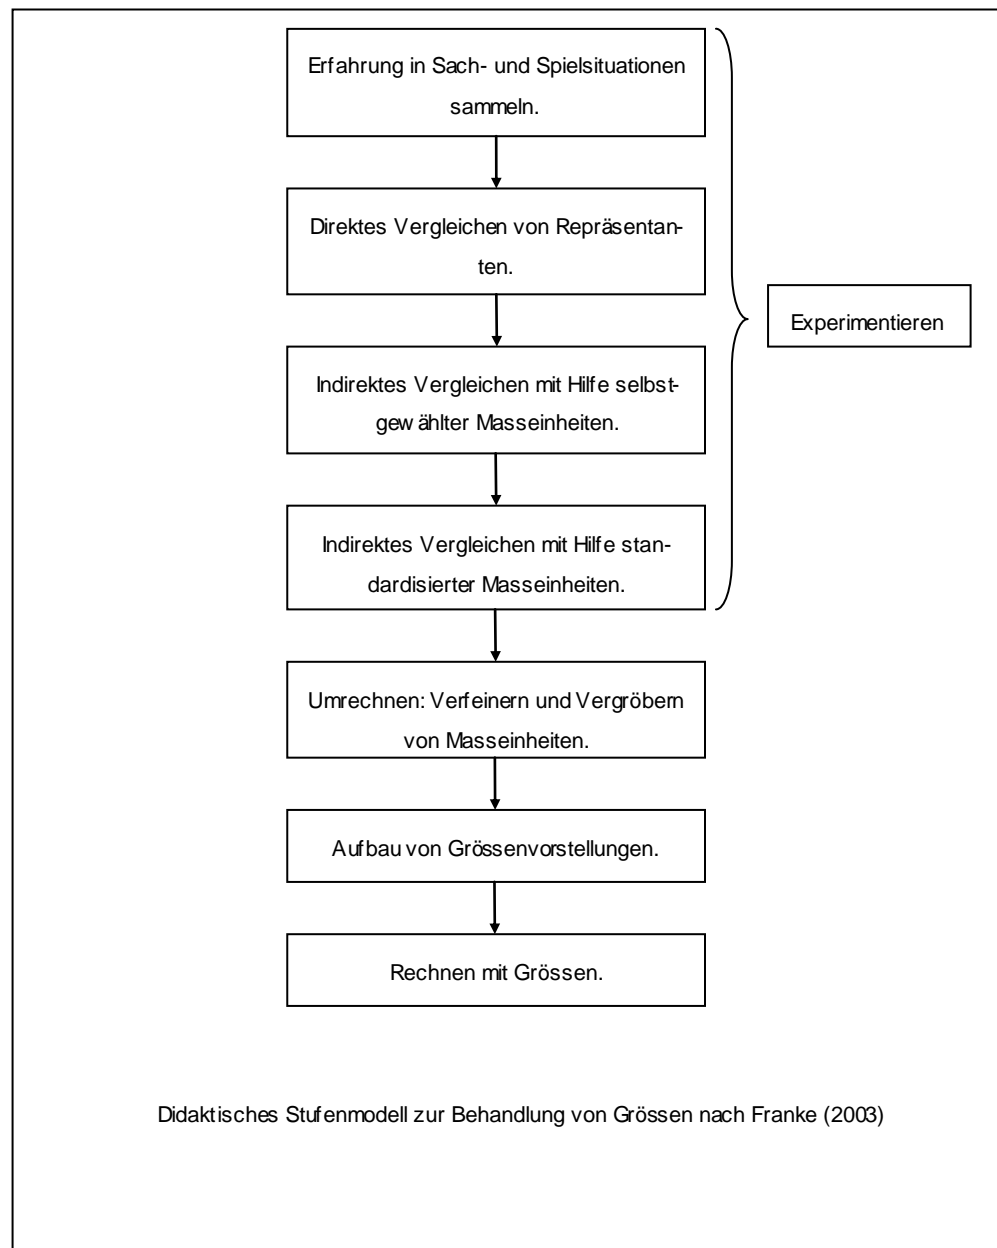 Erfahrung in Sach- und Spielsituationen
sammeln.
Direktes Vergleichen von Repräsentan-
ten.
Experimentieren
Indirektes Vergleichen mit Hilfe selbst-
gewählter Masseinheiten.
Indirektes Vergleichen mit Hilfe stan-
dardisierter Masseinheiten.
Umrechnen: Verfeinern und Vergröbern
von Masseinheiten.
Aufbau von Grössenvorstellungen.
Rechnen mit Grössen.
Didaktisches Stufenmodell zur Behandlung von Grössen nach Franke (2003)